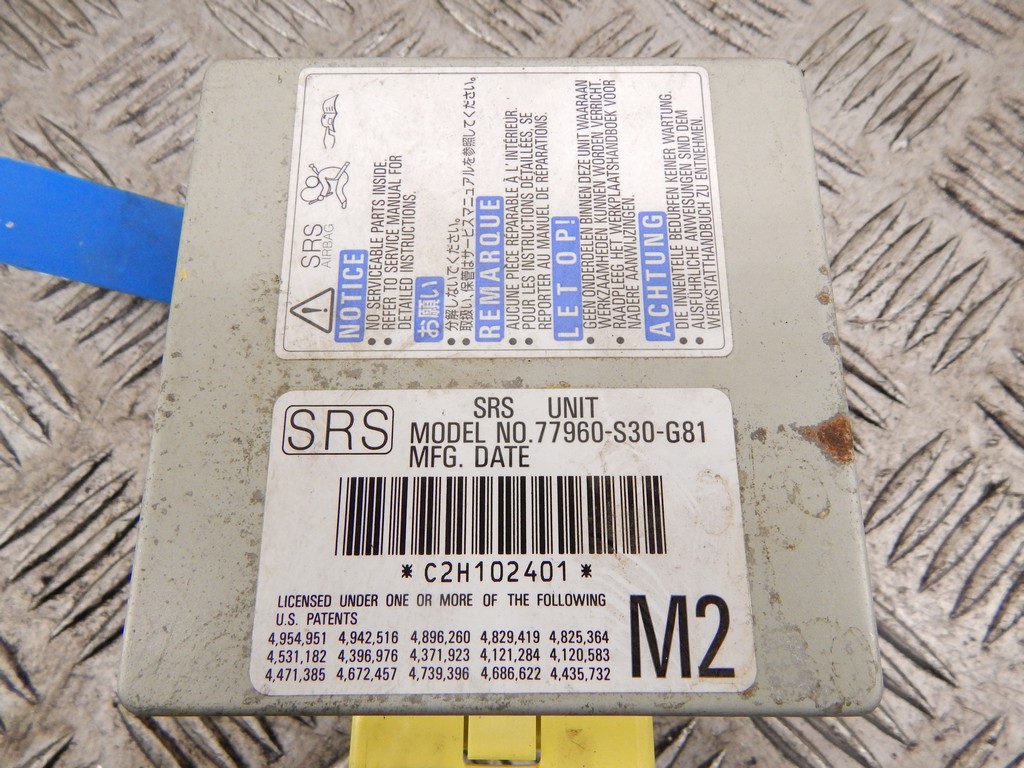 SRS
AIRBAG
NOTICE
• NO SERVICEABLE PARTS INSIDE.
• REFER TO SERVICE MANUAL FOR
DETAILED INSTRUCTIONS.
お願い
• 分解しないでください。
• 取扱い、保管はサービスマニュアルを参照してください。
REMARQUE
• AUCUNE PIÈCE RÉPARABLE À L'INTÉRIEUR.
• POUR LES INSTRUCTIONS DÉTAILLÉES, SE
REPORTER AU MANUEL DE RÉPARATIONS.
LET OP!
• GEEN ONDERDELEN BINNEN DEZE UNIT WAARAAN
WERKZAAMHEDEN KUNNEN WORDEN VERRICHT.
• RAADPLEEG HET WERKPLAATSHANDBOEK VOOR
NADERE AANWIJZINGEN.
ACHTUNG
• DIE INNENTEILE BEDÜRFEN KEINER WARTUNG.
• AUSFÜHRLICHE ANWEISUNGEN SIND DEM
WERKSTATTHANDBUCH ZU ENTNEHMEN.
SRS
SRS UNIT
MODEL NO.77960-S30-G81
MFG. DATE
*C2H102401*
LICENSED UNDER ONE OR MORE OF THE FOLLOWING
U.S. PATENTS
4,954,951 4,942,516 4,896,260 4,829,419 4,825,364
4,531,182 4,396,976 4,371,923 4,121,284 4,120,583
4,471,385 4,672,457 4,739,396 4,686,622 4,435,732
M2